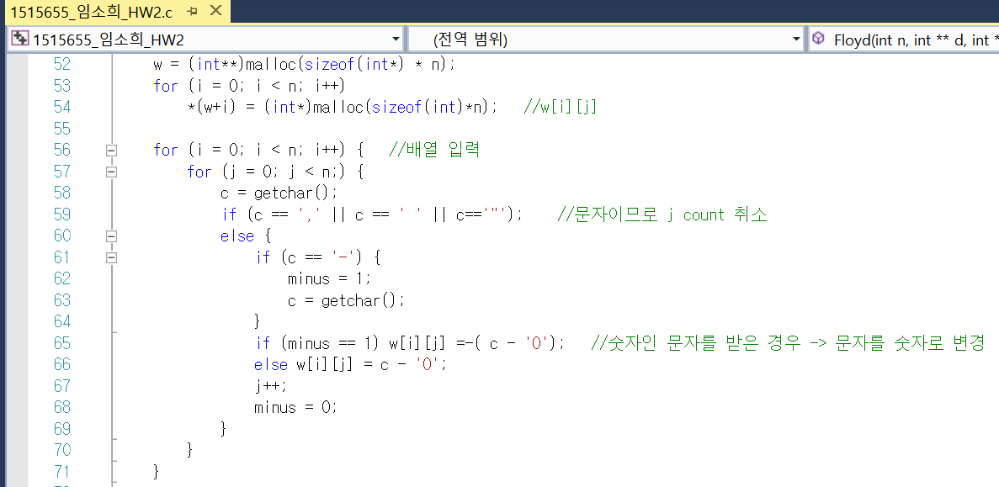 1515655_임소희_HW2.c
1515655_임소희_HW2 (전역 범위) Floyd(int n, int ** d, int *
52 w = (int**)malloc(sizeof(int*) * n);
53 for (i = 0; i < n; i++)
54 *(w+i) = (int*)malloc(sizeof(int)*n); //w[i][j]
55
56 for (i = 0; i < n; i++) { //배열 입력
57 for (j = 0; j < n;) {
58 c = getchar();
59 if (c == ',' || c == ' ' || c=='"'); //문자이므로 j count 취소
60 else {
61 if (c == '-') {
62 minus = 1;
63 c = getchar();
64 }
65 if (minus == 1) w[i][j] =-( c - '0'); //숫자인 문자를 받은 경우 -> 문자를 숫자로 변경
66 else w[i][j] = c - '0';
67 j++;
68 minus = 0;
69 }
70 }
71 }